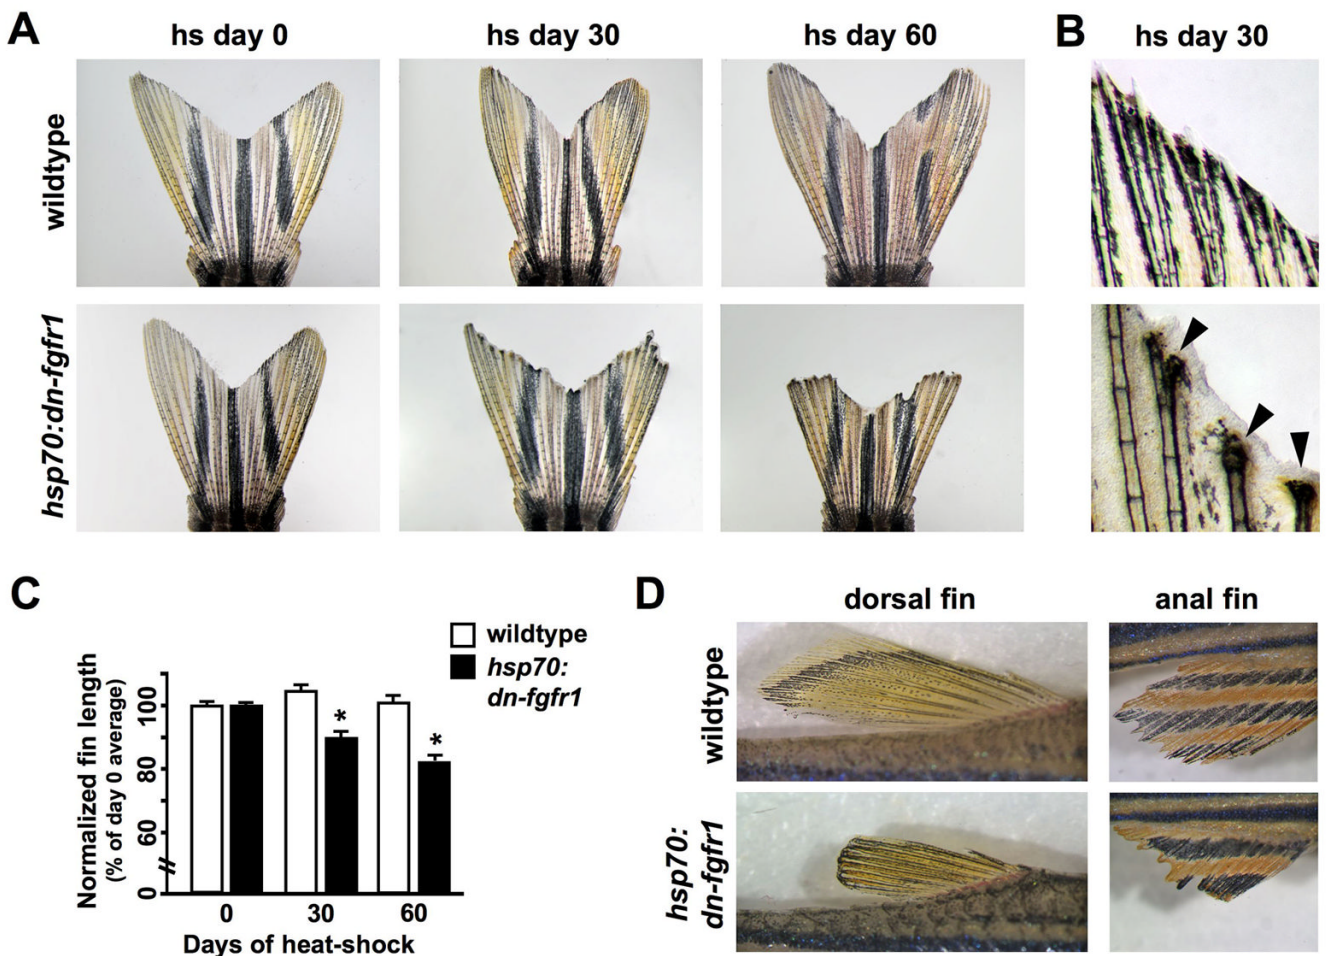 A
hs day 0
hs day 30
hs day 60
B
hs day 30
wildtype
hsp70:dn-fgfr1
C
wildtype
hsp70:
dn-fgfr1
Normalized fin length
(% of day 0 average)
100
80
60
0
*
*
0
30
60
Days of heat-shock
D
dorsal fin
anal fin
wildtype
hsp70:
dn-fgfr1